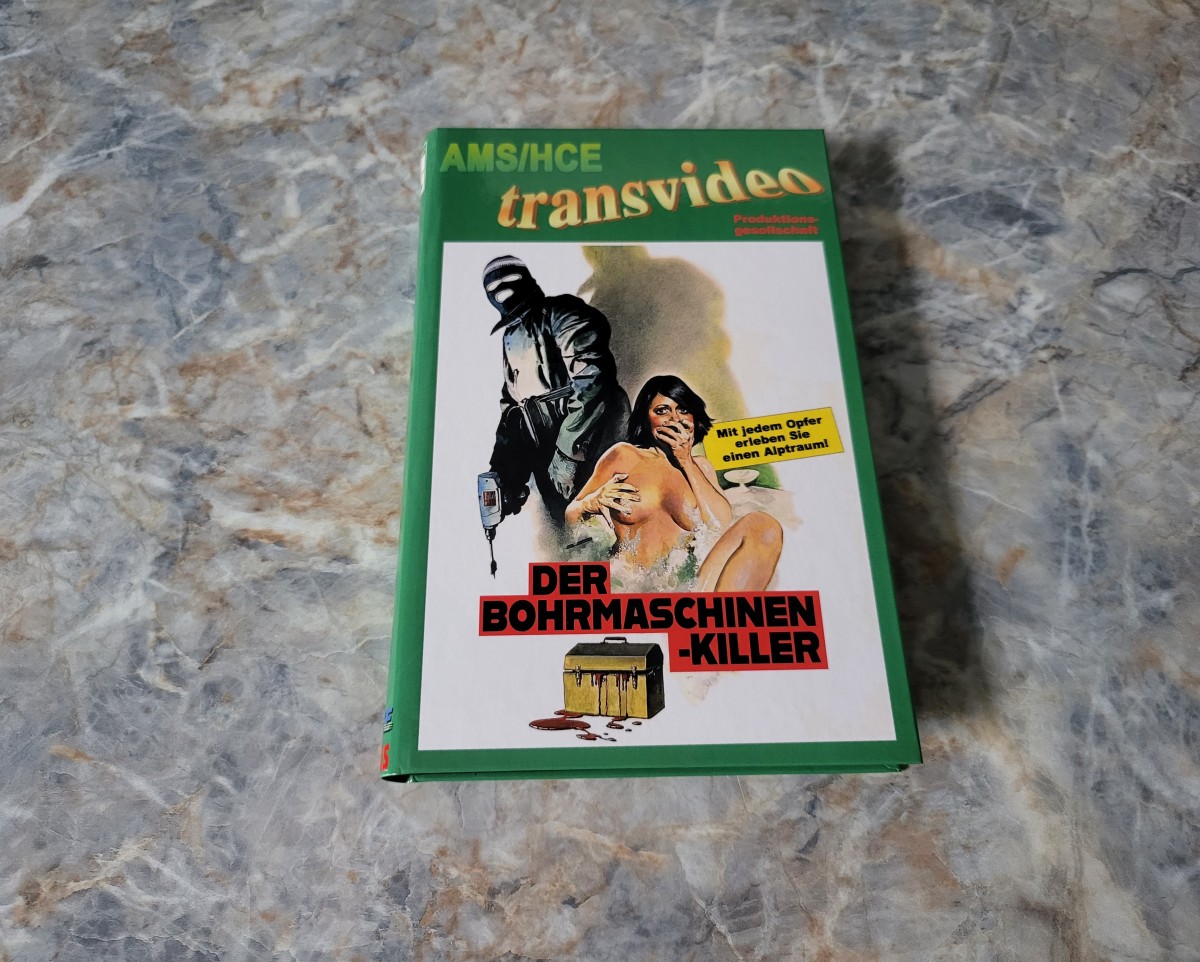 AMS/HCE
transvideo
Produktions-
gesellschaft
Mit jedem Opfer
erleben Sie
einen Alptraum!
DER
BOHRMASCHINEN
-KILLER